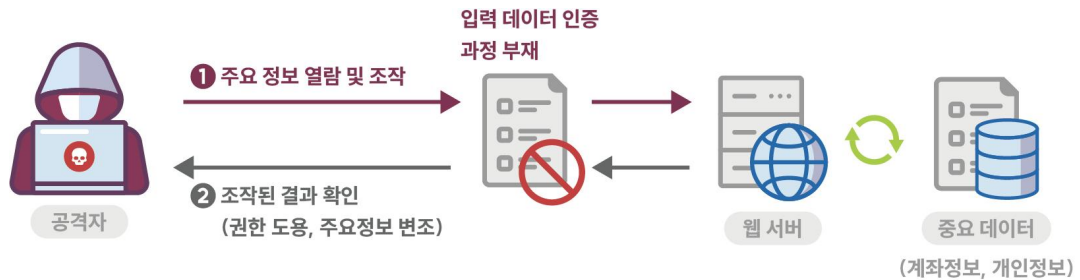 입력 데이터 인증
과정 부재
❶ 주요 정보 열람 및 조작
❷ 조작된 결과 확인
(권한 도용, 주요정보 변조)
공격자
웹 서버
중요 데이터
(계좌정보, 개인정보)